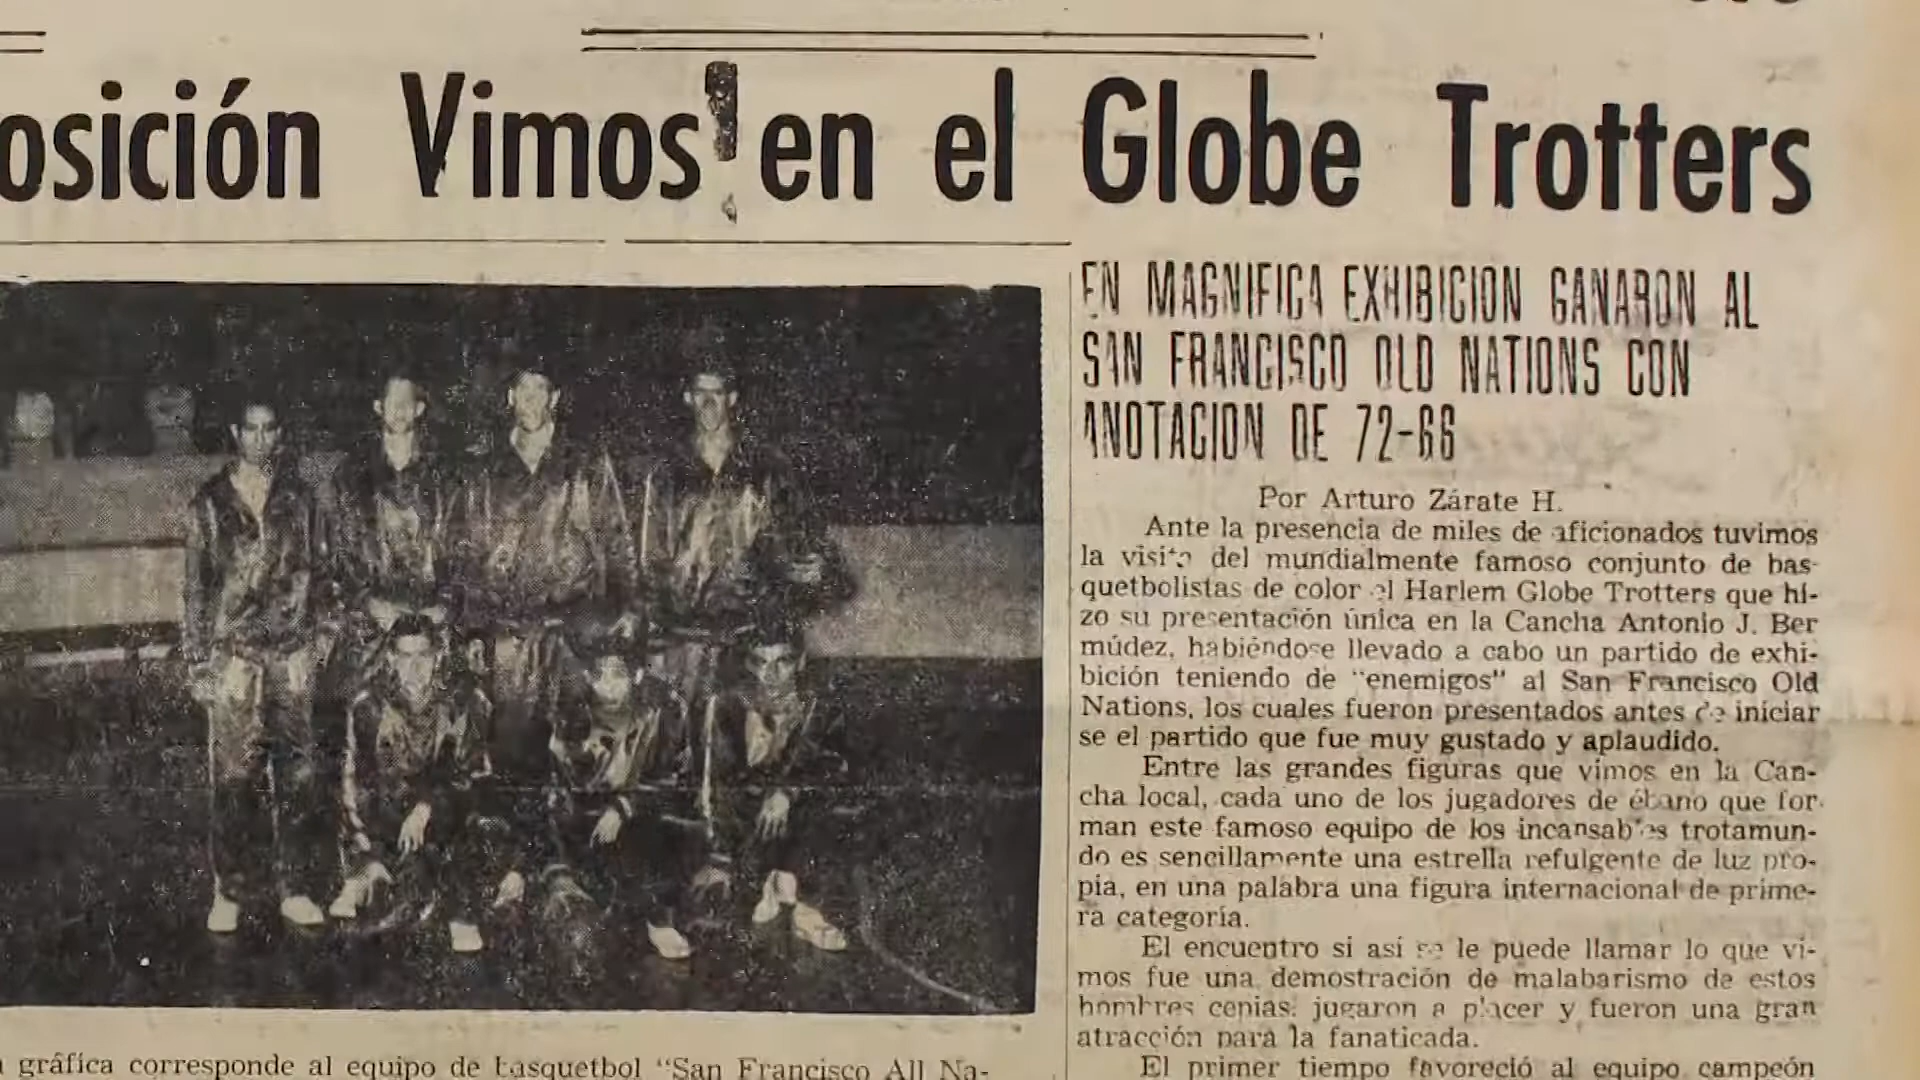 osición Vimos en el Globe Trotters
EN MAGNIFICA EXHIBICION GANARON AL
SAN FRANCISCO OLD NATIONS CON
ANOTACION DE 72-66
Por Arturo Zárate H.
Ante la presencia de miles de aficionados tuvimos
la visita del mundialmente famoso conjunto de bas-
quetbolistas de color el Harlem Globe Trotters que hi-
zo su presentación única en la Cancha Antonio J. Ber
múdez, habiéndose llevado a cabo un partido de exhi-
bición teniendo de "enemigos" al San Francisco Old
Nations, los cuales fueron presentados antes de iniciar
se el partido que fue muy gustado y aplaudido.
Entre las grandes figuras que vimos en la Can-
cha local, cada uno de los jugadores de ébano que for-
man este famoso equipo de los incansables trotamun-
do es sencillamente una estrella refulgente de luz pro-
pia, en una palabra una figura internacional de prime-
ra categoría.
El encuentro si así se le puede llamar lo que vi-
mos fue una demostración de malabarismo de estos
hombres cenias; jugaron a placer y fueron una gran
atracción para la fanaticada.
El primer tiempo favoreció al equipo campeón
gráfica corresponde al equipo de basquetbol "San Francisco All Na-